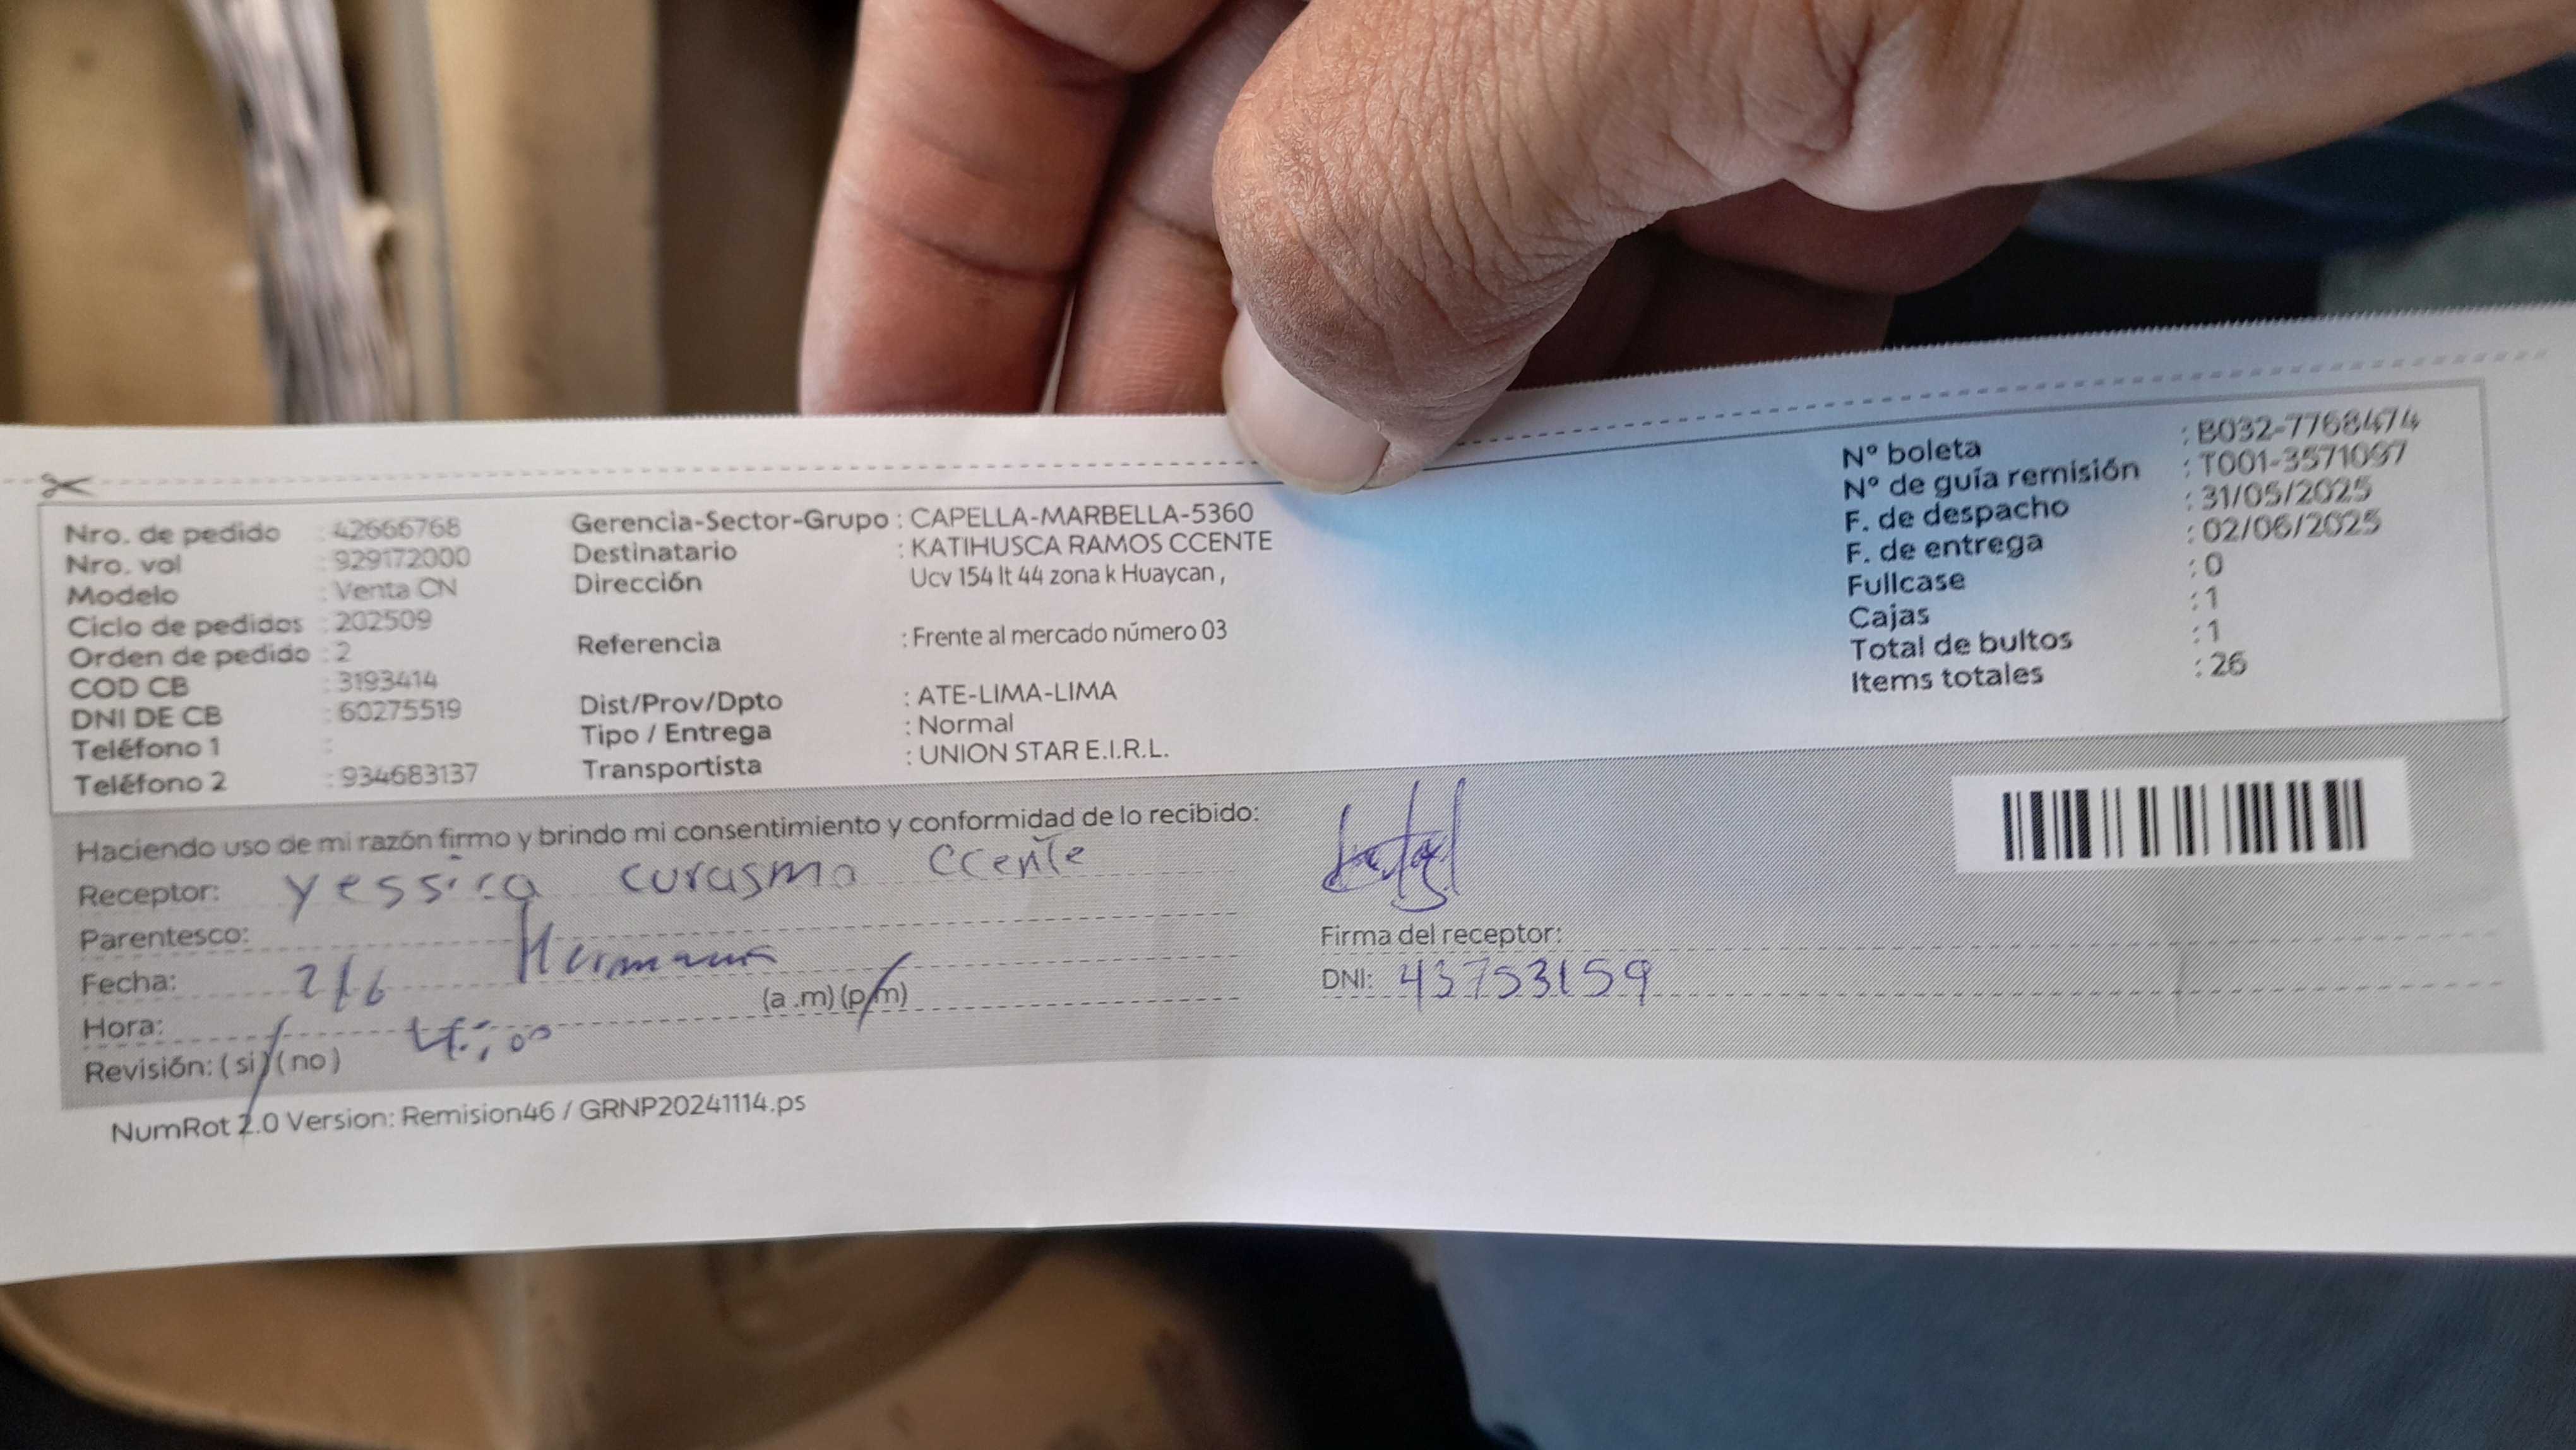 Nro. de pedido : 42666768
Nro. val : 929172000
Modelo : Venta CN
Ciclo de pedidos : 202509
Orden de pedido : 2
COD CB : 3193414
DNI DE CB : 60275519
Teléfono 1 :
Teléfono 2 : 934683137
Gerencia-Sector-Grupo : CAPELLA-MARBELLA-5360
Destinatario : KATIHUSCA RAMOS CCENTE
Dirección Ucv 154 lt 44 zona k Huaycan ,
Referencia : Frente al mercado número 03
Dist/Prov/Dpto : ATE-LIMA-LIMA
Tipo / Entrega : Normal
Transportista : UNION STAR E.I.R.L.
N° boleta : B032-7768474
N° de guía remisión : T001-3571097
F. de despacho : 31/05/2025
F. de entrega : 02/06/2025
Fullcase : 0
Cajas : 1
Total de bultos : 1
Items totales : 26
Haciendo uso de mi razón firmo y brindo mi consentimiento y conformidad de lo recibido:
Receptor: yessica curasma ccente
Parentesco: Hermana
Fecha: 2/6
Hora: 4:00 (a .m) (p.m)
Revisión: ( si ) ( no )
Firma del receptor:
DNI: 43753159
NumRot 2.0 Version: Remision46 / GRNP20241114.ps